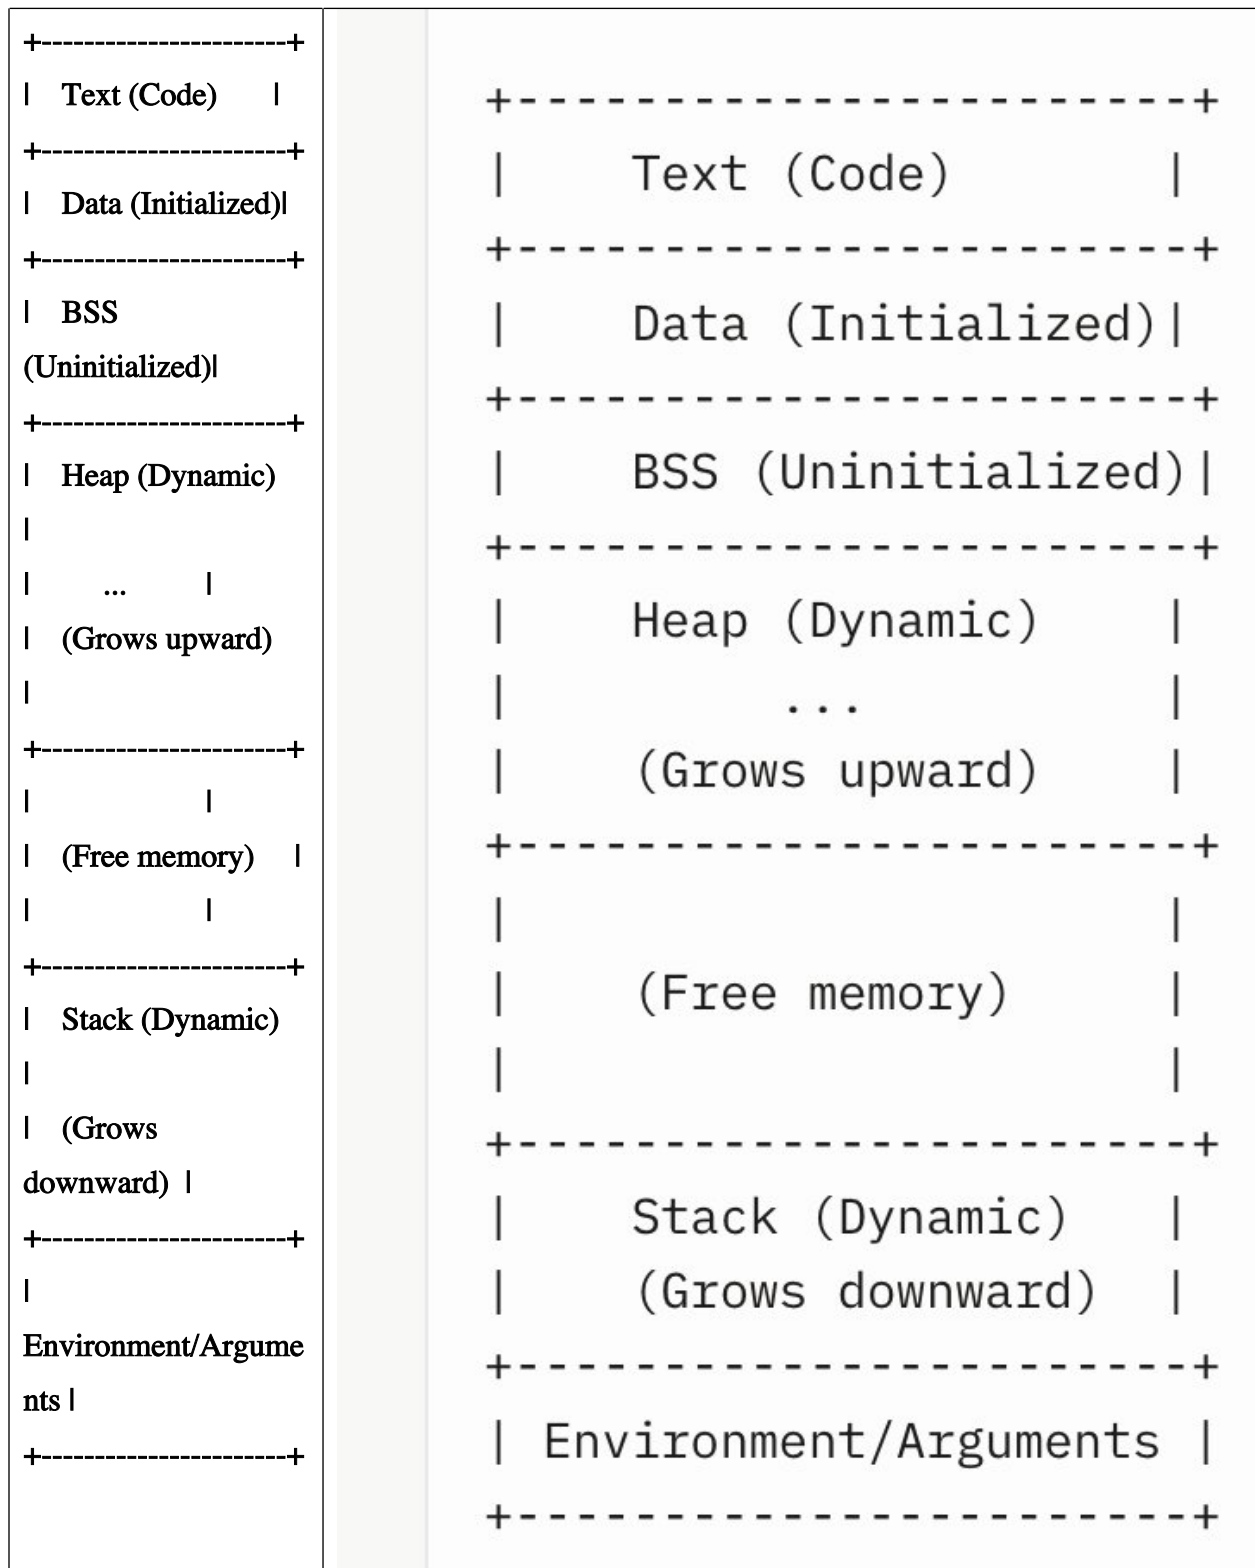 +-----------------------+
|    Text (Code)       |
+-----------------------+
|    Data (Initialized)|
+-----------------------+
|    BSS
(Uninitialized)|
+-----------------------+
|    Heap (Dynamic)
|
|         ...          |
|    (Grows upward)
|
+-----------------------+
|                      |
|    (Free memory)     |
|                      |
+-----------------------+
|    Stack (Dynamic)
|
|    (Grows
downward)  |
+-----------------------+
|
Environment/Argume
nts |
+-----------------------+
+-----------------------+
|    Text (Code)        |
+-----------------------+
|    Data (Initialized)|
+-----------------------+
|    BSS (Uninitialized)|
+-----------------------+
|    Heap (Dynamic)     |
|         ...           |
|    (Grows upward)     |
+-----------------------+
|                       |
|    (Free memory)      |
|                       |
+-----------------------+
|    Stack (Dynamic)    |
|    (Grows downward)   |
+-----------------------+
| Environment/Arguments |
+-----------------------+